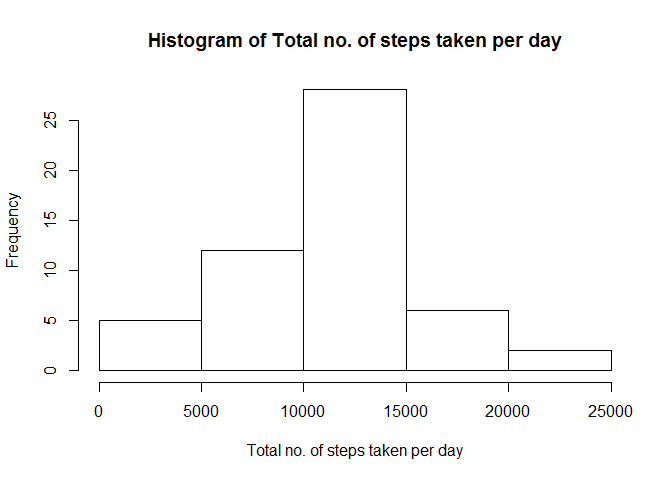 Histogram of Total no. of steps taken per day
Frequency
25
20
15
10
5
0
0 5000 10000 15000 20000 25000
Total no. of steps taken per day